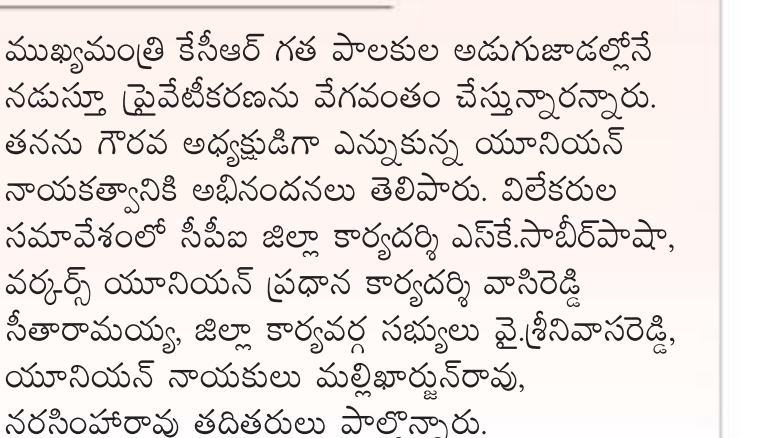 ముఖ్యమంత్రి కేసీఆర్ గత పాలకుల అడుగుజాడల్లోనే
నడుస్తూ ప్రైవేటీకరణను వేగవంతం చేస్తున్నారన్నారు.
తనను గౌరవ అధ్యక్షుడిగా ఎన్నుకున్న యూనియన్
నాయకత్వానికి అభినందనలు తెలిపారు. విలేకరుల
సమావేశంలో సీపీఐ జిల్లా కార్యదర్శి ఎస్‌కే.సాబీర్‌పాషా,
వర్కర్స్ యూనియన్ ప్రధాన కార్యదర్శి వాసిరెడ్డి
సీతారామయ్య, జిల్లా కార్యవర్గ సభ్యులు వై.శ్రీనివాసరెడ్డి,
యూనియన్ నాయకులు మల్లిఖార్జున్‌రావు,
నరసింహారావు తదితరులు పాల్గొన్నారు.